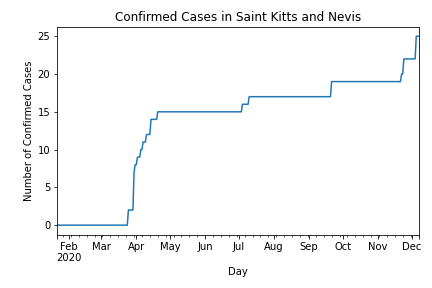 Confirmed Cases in Saint Kitts and Nevis
25
20
15
10
5
0
Number of Confirmed Cases
Feb Mar Apr May Jun Jul Aug Sep Oct Nov Dec
2020
Day